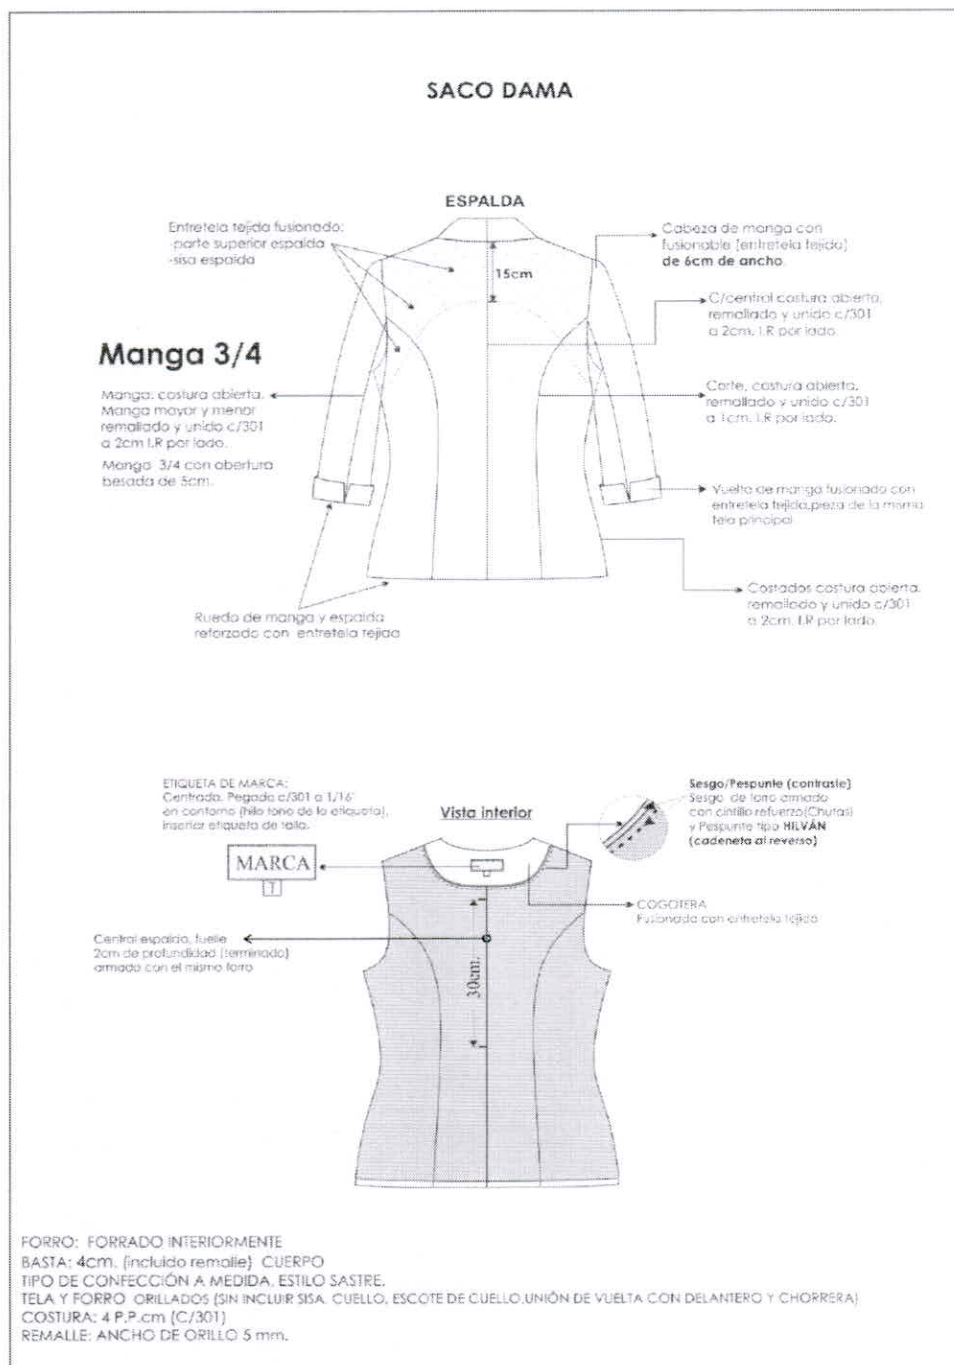 SACO DAMA
ESPALDA
Entretela tejida fusionado:
-parte superior espalda
-sisa espalda
Cabeza de manga con
fusionable (entretela tejida)
de 6cm de ancho.
15cm
C/central costura abierta,
remallado y unido c/301
a 2cm. I.R por lado.
Manga 3/4
Manga: costura abierta.
Manga mayor y menor
remallado y unido c/301
a 2cm I.R por lado.
Manga 3/4 con abertura
besada de 5cm.
Corte, costura abierta,
remallado y unido c/301
a 1cm. I.R por lado.
Vuelta de manga fusionado con
entretela tejida,pieza de la misma
tela principal
Costados costura abierta.
remallado y unido c/301
a 2cm. I.R por lado.
Ruedo de manga y espalda
reforzado con entretela tejida
ETIQUETA DE MARCA:
Centrada. Pegada c/301 a 1/16"
en contorno (hilo tono de la etiqueta),
insertar etiqueta de talla.
Vista interior
Sesgo/Pespunte (contraste)
Sesgo de forro armado
con cintillo refuerzo(Chutas)
y Pespunte tipo HILVÁN
(cadeneta al reverso)
MARCA
T
COGOTERA
Fusionada con entretela tejida
Central espalda, fuelle
2cm de profundidad (terminado)
armado con el mismo forro
30cm.
FORRO: FORRADO INTERIORMENTE
BASTA: 4cm. (incluido remalle) CUERPO
TIPO DE CONFECCIÓN A MEDIDA, ESTILO SASTRE.
TELA Y FORRO ORILLADOS (SIN INCLUIR SISA, CUELLO, ESCOTE DE CUELLO,UNIÓN DE VUELTA CON DELANTERO Y CHORRERA)
COSTURA: 4 P.P.cm (C/301)
REMALLE: ANCHO DE ORILLO 5 mm.